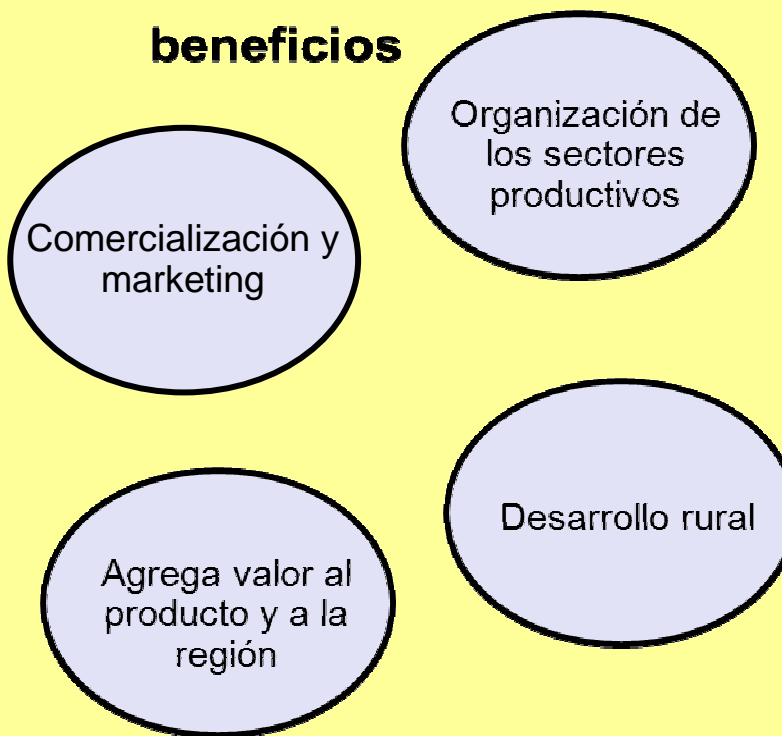 beneficios
Organización de
los sectores
productivos
Comercialización y
marketing
Desarrollo rural
Agrega valor al
producto y a la
región